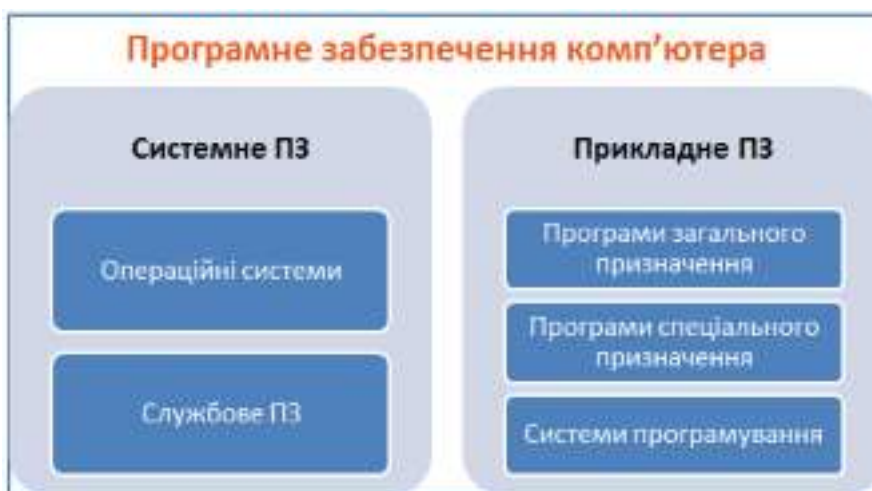 Програмне забезпечення комп’ютера
Системне ПЗ
Операційні системи
Службове ПЗ
Прикладне ПЗ
Програми загального
призначення
Програми спеціального
призначення
Системи програмування